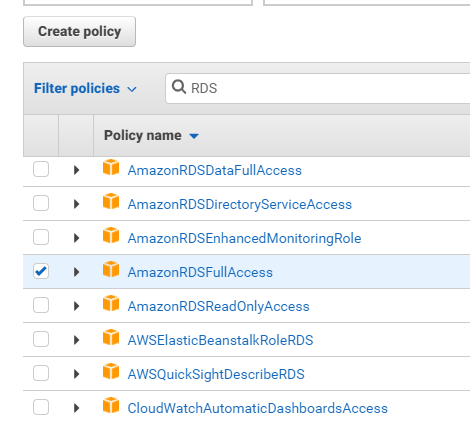 Create policy
Filter policies RDS
Policy name
AmazonRDSDataFullAccess
AmazonRDSDirectoryServiceAccess
AmazonRDSEnhancedMonitoringRole
AmazonRDSFullAccess
AmazonRDSReadOnlyAccess
AWSElasticBeanstalkRoleRDS
AWSQuickSightDescribeRDS
CloudWatchAutomaticDashboardsAccess